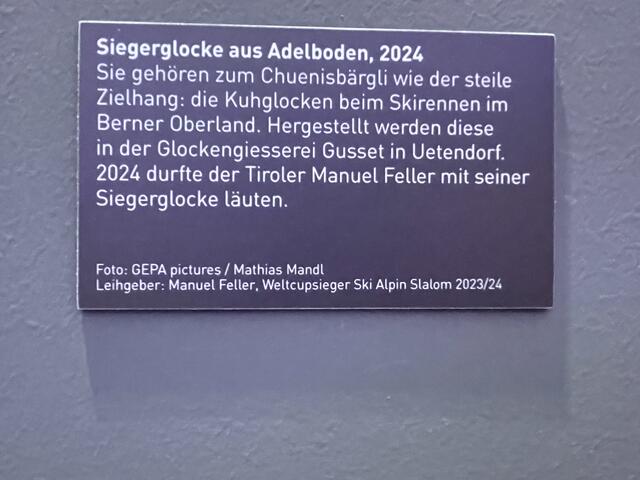 Siegerglocke aus Adelboden, 2024
Sie gehören zum Chuenisbärgli wie der steile
Zielhang: die Kuhglocken beim Skirennen im
Berner Oberland. Hergestellt werden diese
in der Glockengiesserei Gusset in Uetendorf.
2024 durfte der Tiroler Manuel Feller mit seiner
Siegerglocke läuten.
Foto: GEPA pictures / Mathias Mandl
Leihgeber: Manuel Feller, Weltcupsieger Ski Alpin Slalom 2023/24